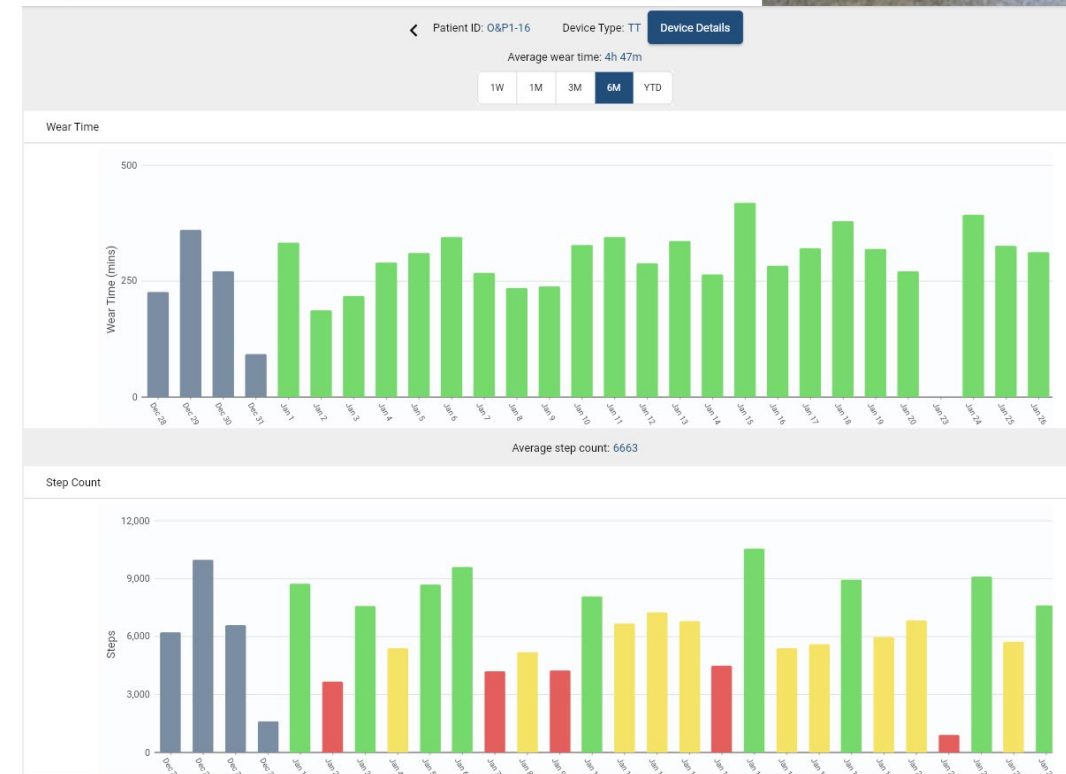 Patient ID: O&P1-16 Device Type: TT Device Details
Average wear time: 4h 47m
1W 1M 3M 6M YTD
Wear Time
500
250
0
Wear Time (mins)
Dec 28 Dec 29 Dec 30 Dec 31 Jan 1 Jan 2 Jan 3 Jan 4 Jan 5 Jan 6 Jan 7 Jan 8 Jan 9 Jan 10 Jan 11 Jan 12 Jan 13 Jan 14 Jan 15 Jan 16 Jan 17 Jan 18 Jan 19 Jan 20 Jan 23 Jan 24 Jan 25 Jan 26
Average step count: 6663
Step Count
12,000
9,000
6,000
3,000
0
Steps